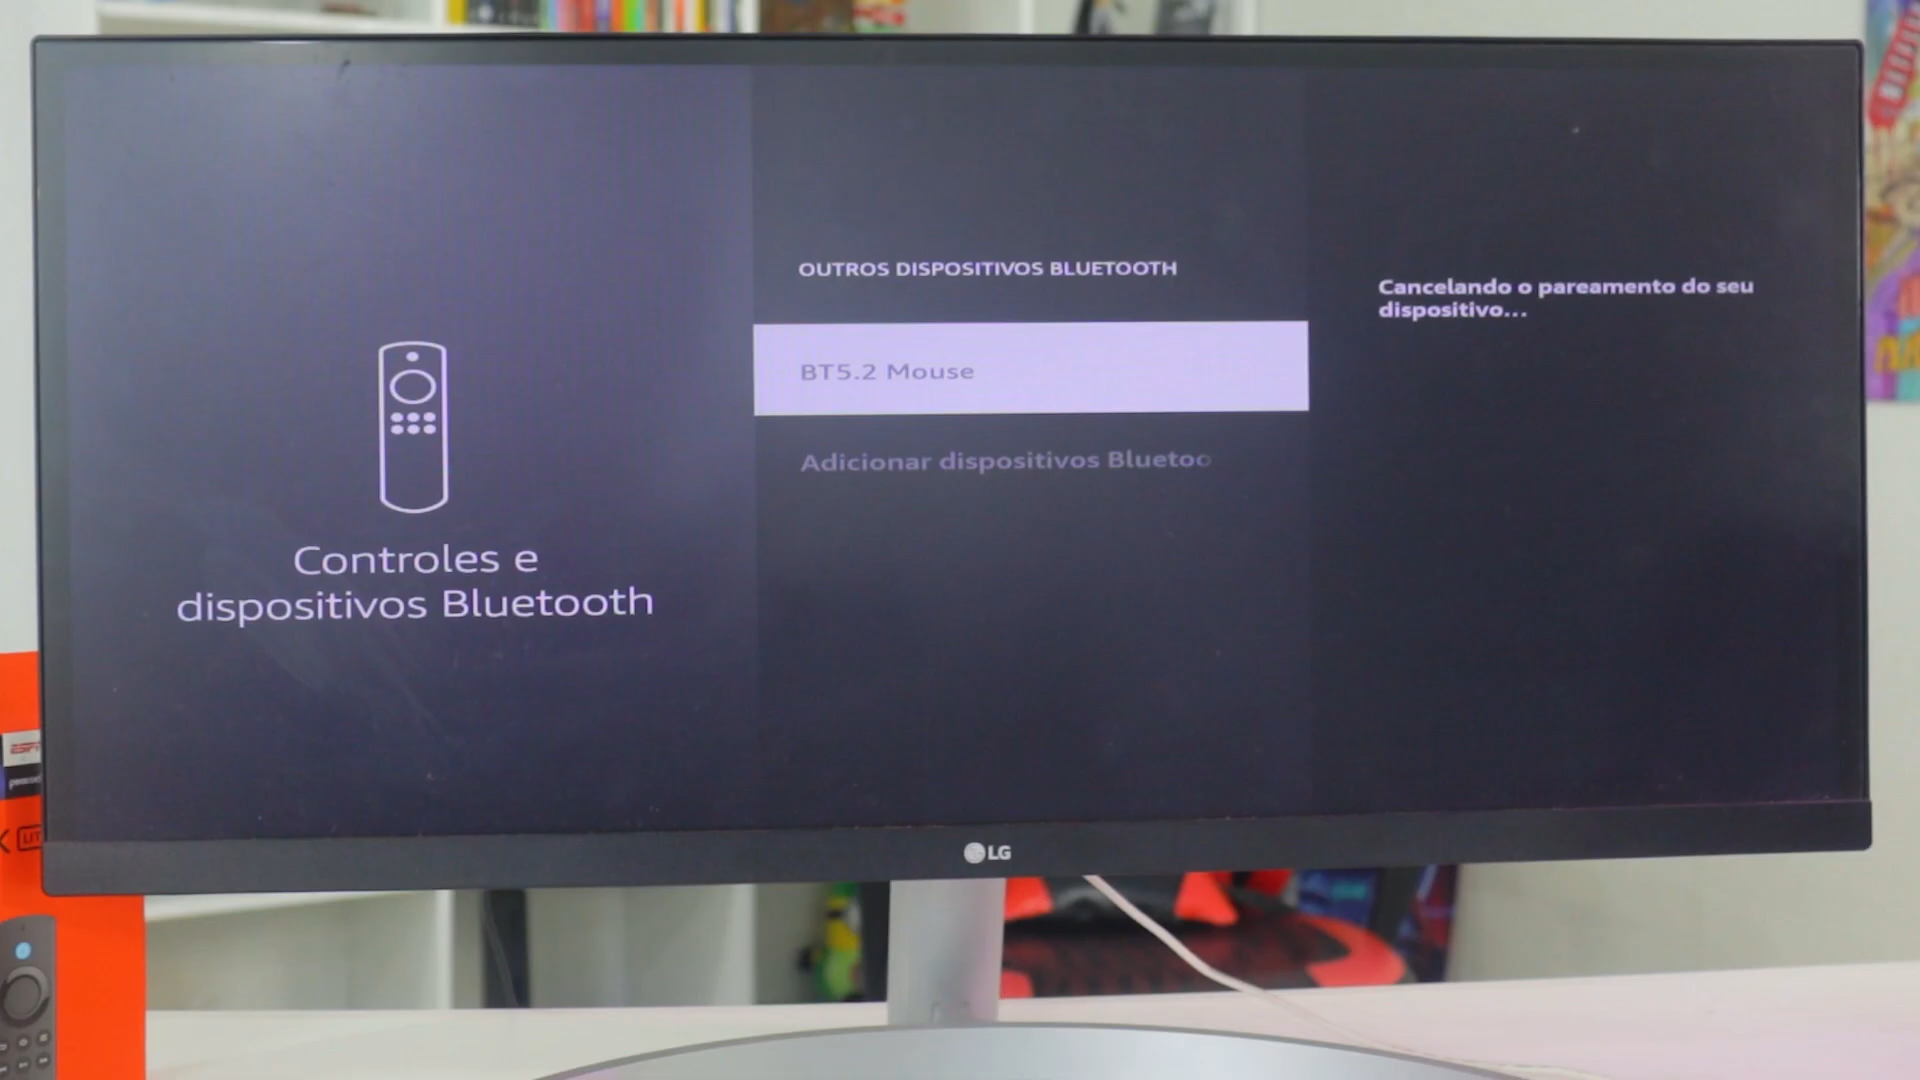 Controles e
dispositivos Bluetooth
OUTROS DISPOSITIVOS BLUETOOTH
BT5.2 Mouse
Adicionar dispositivos Bluetoo
Cancelando o pareamento do seu
dispositivo...
LG